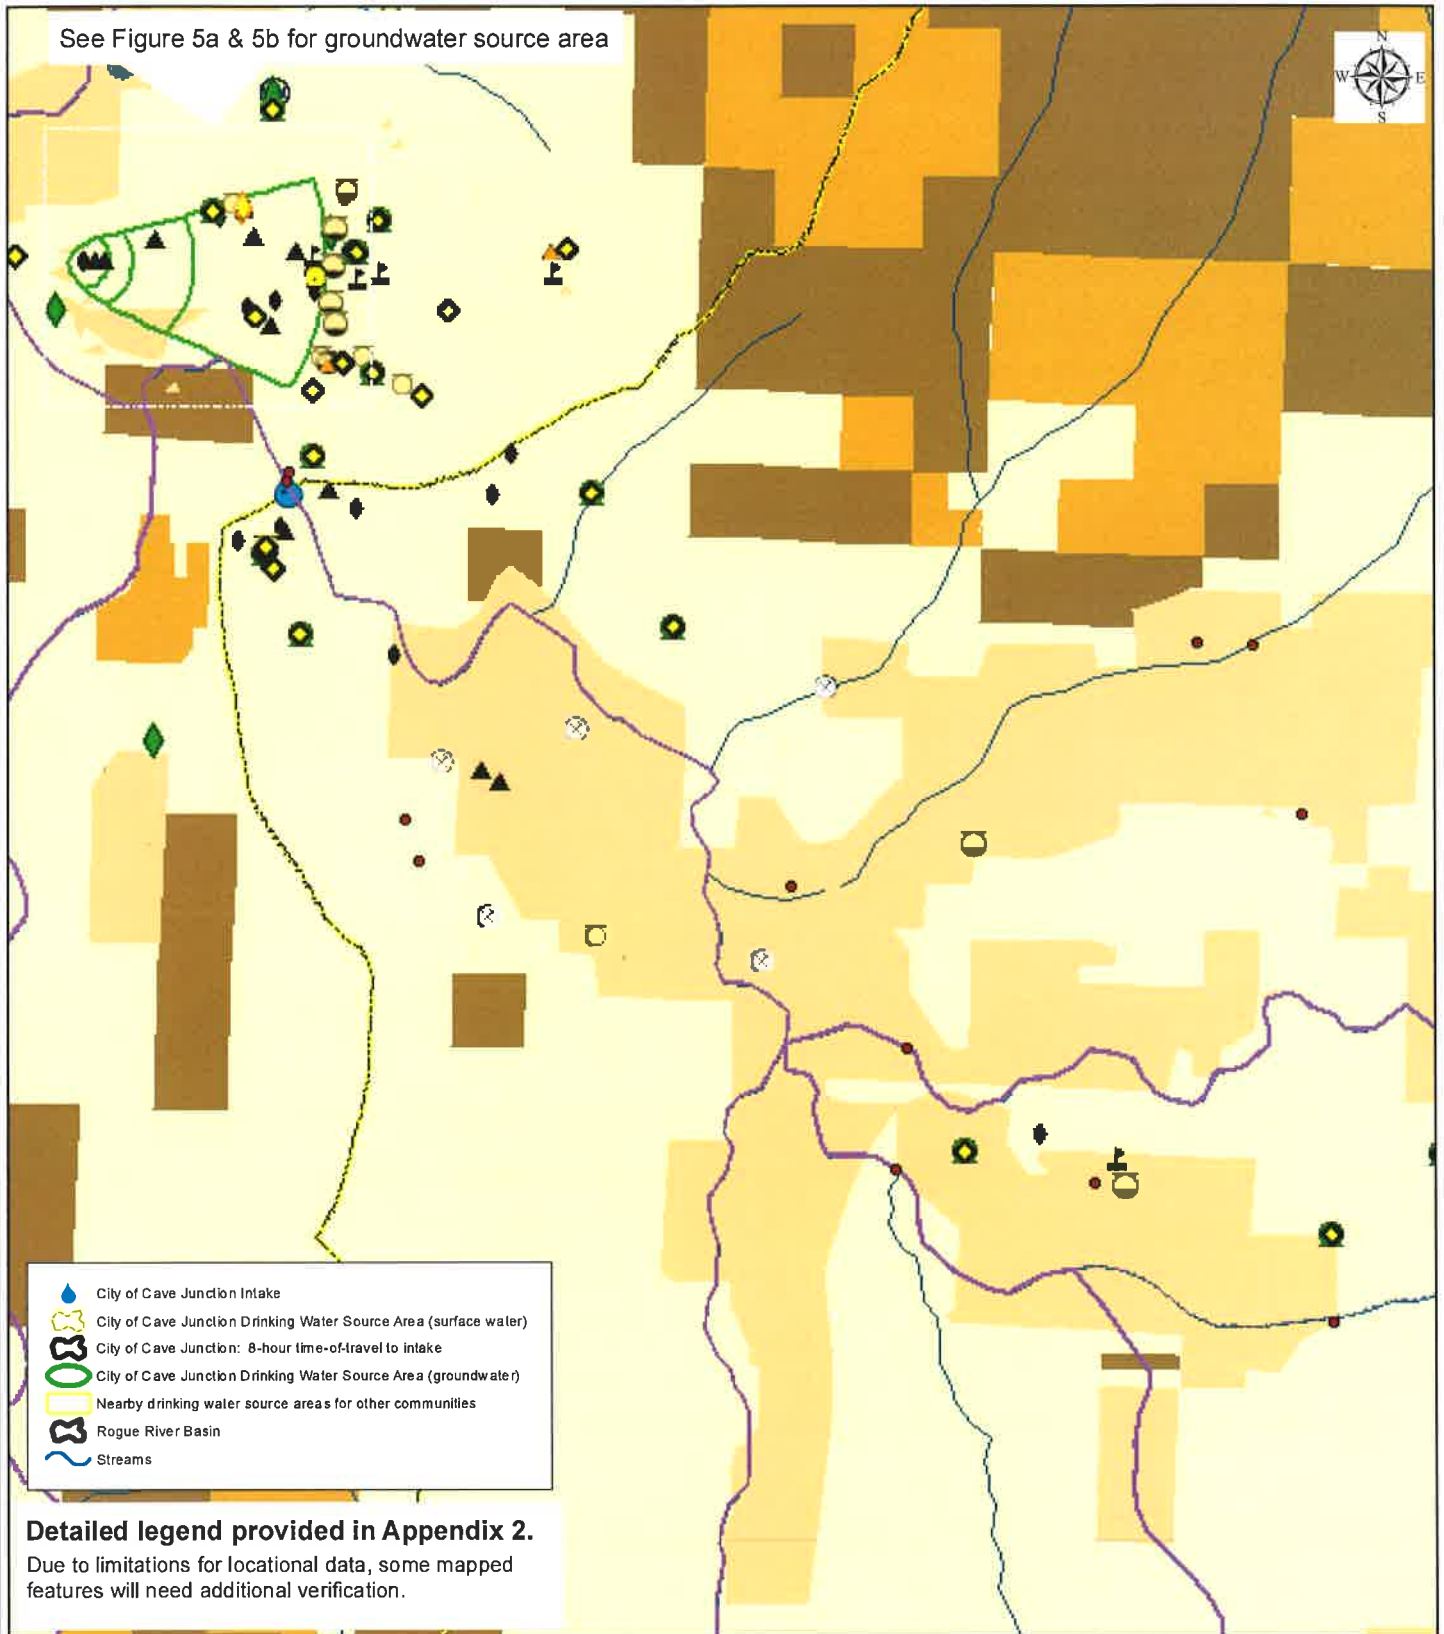 See Figure 5a & 5b for groundwater source area
N
W E
S
City of Cave Junction Intake
City of Cave Junction Drinking Water Source Area (surface water)
City of Cave Junction: 8-hour time-of-travel to intake
City of Cave Junction Drinking Water Source Area (groundwater)
Nearby drinking water source areas for other communities
Rogue River Basin
Streams
Detailed legend provided in Appendix 2.
Due to limitations for locational data, some mapped
features will need additional verification.